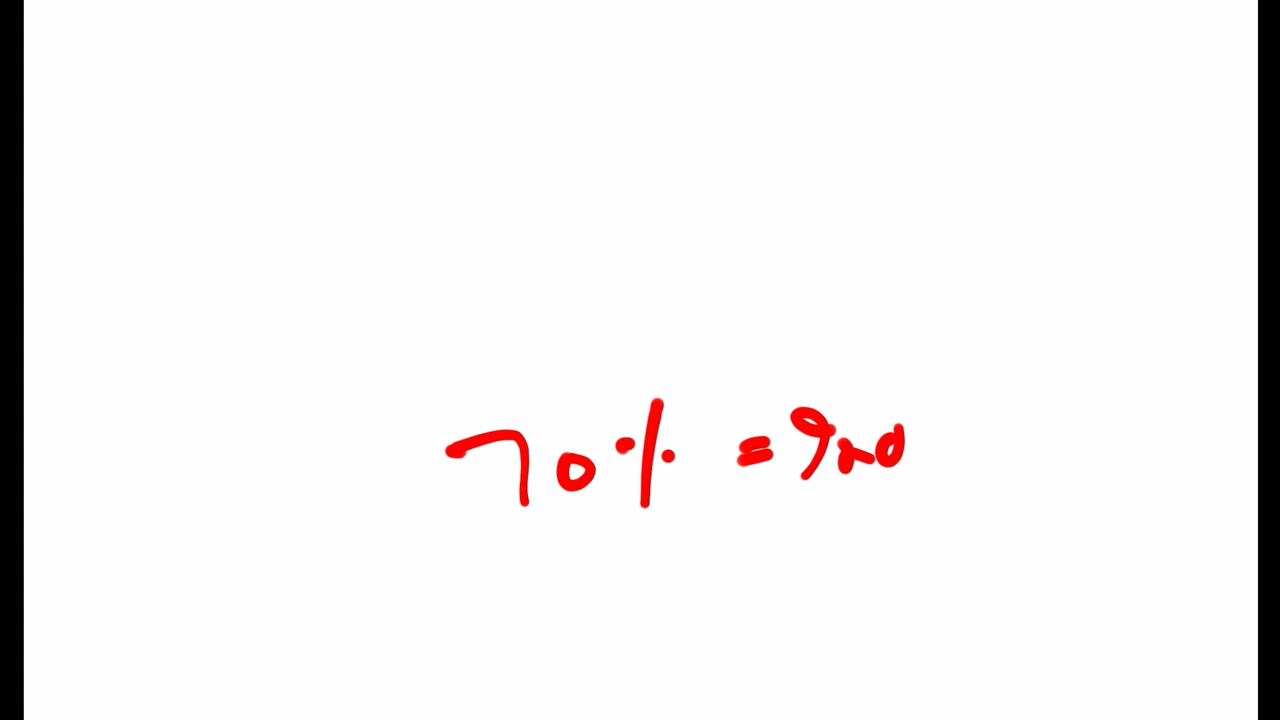 70% =